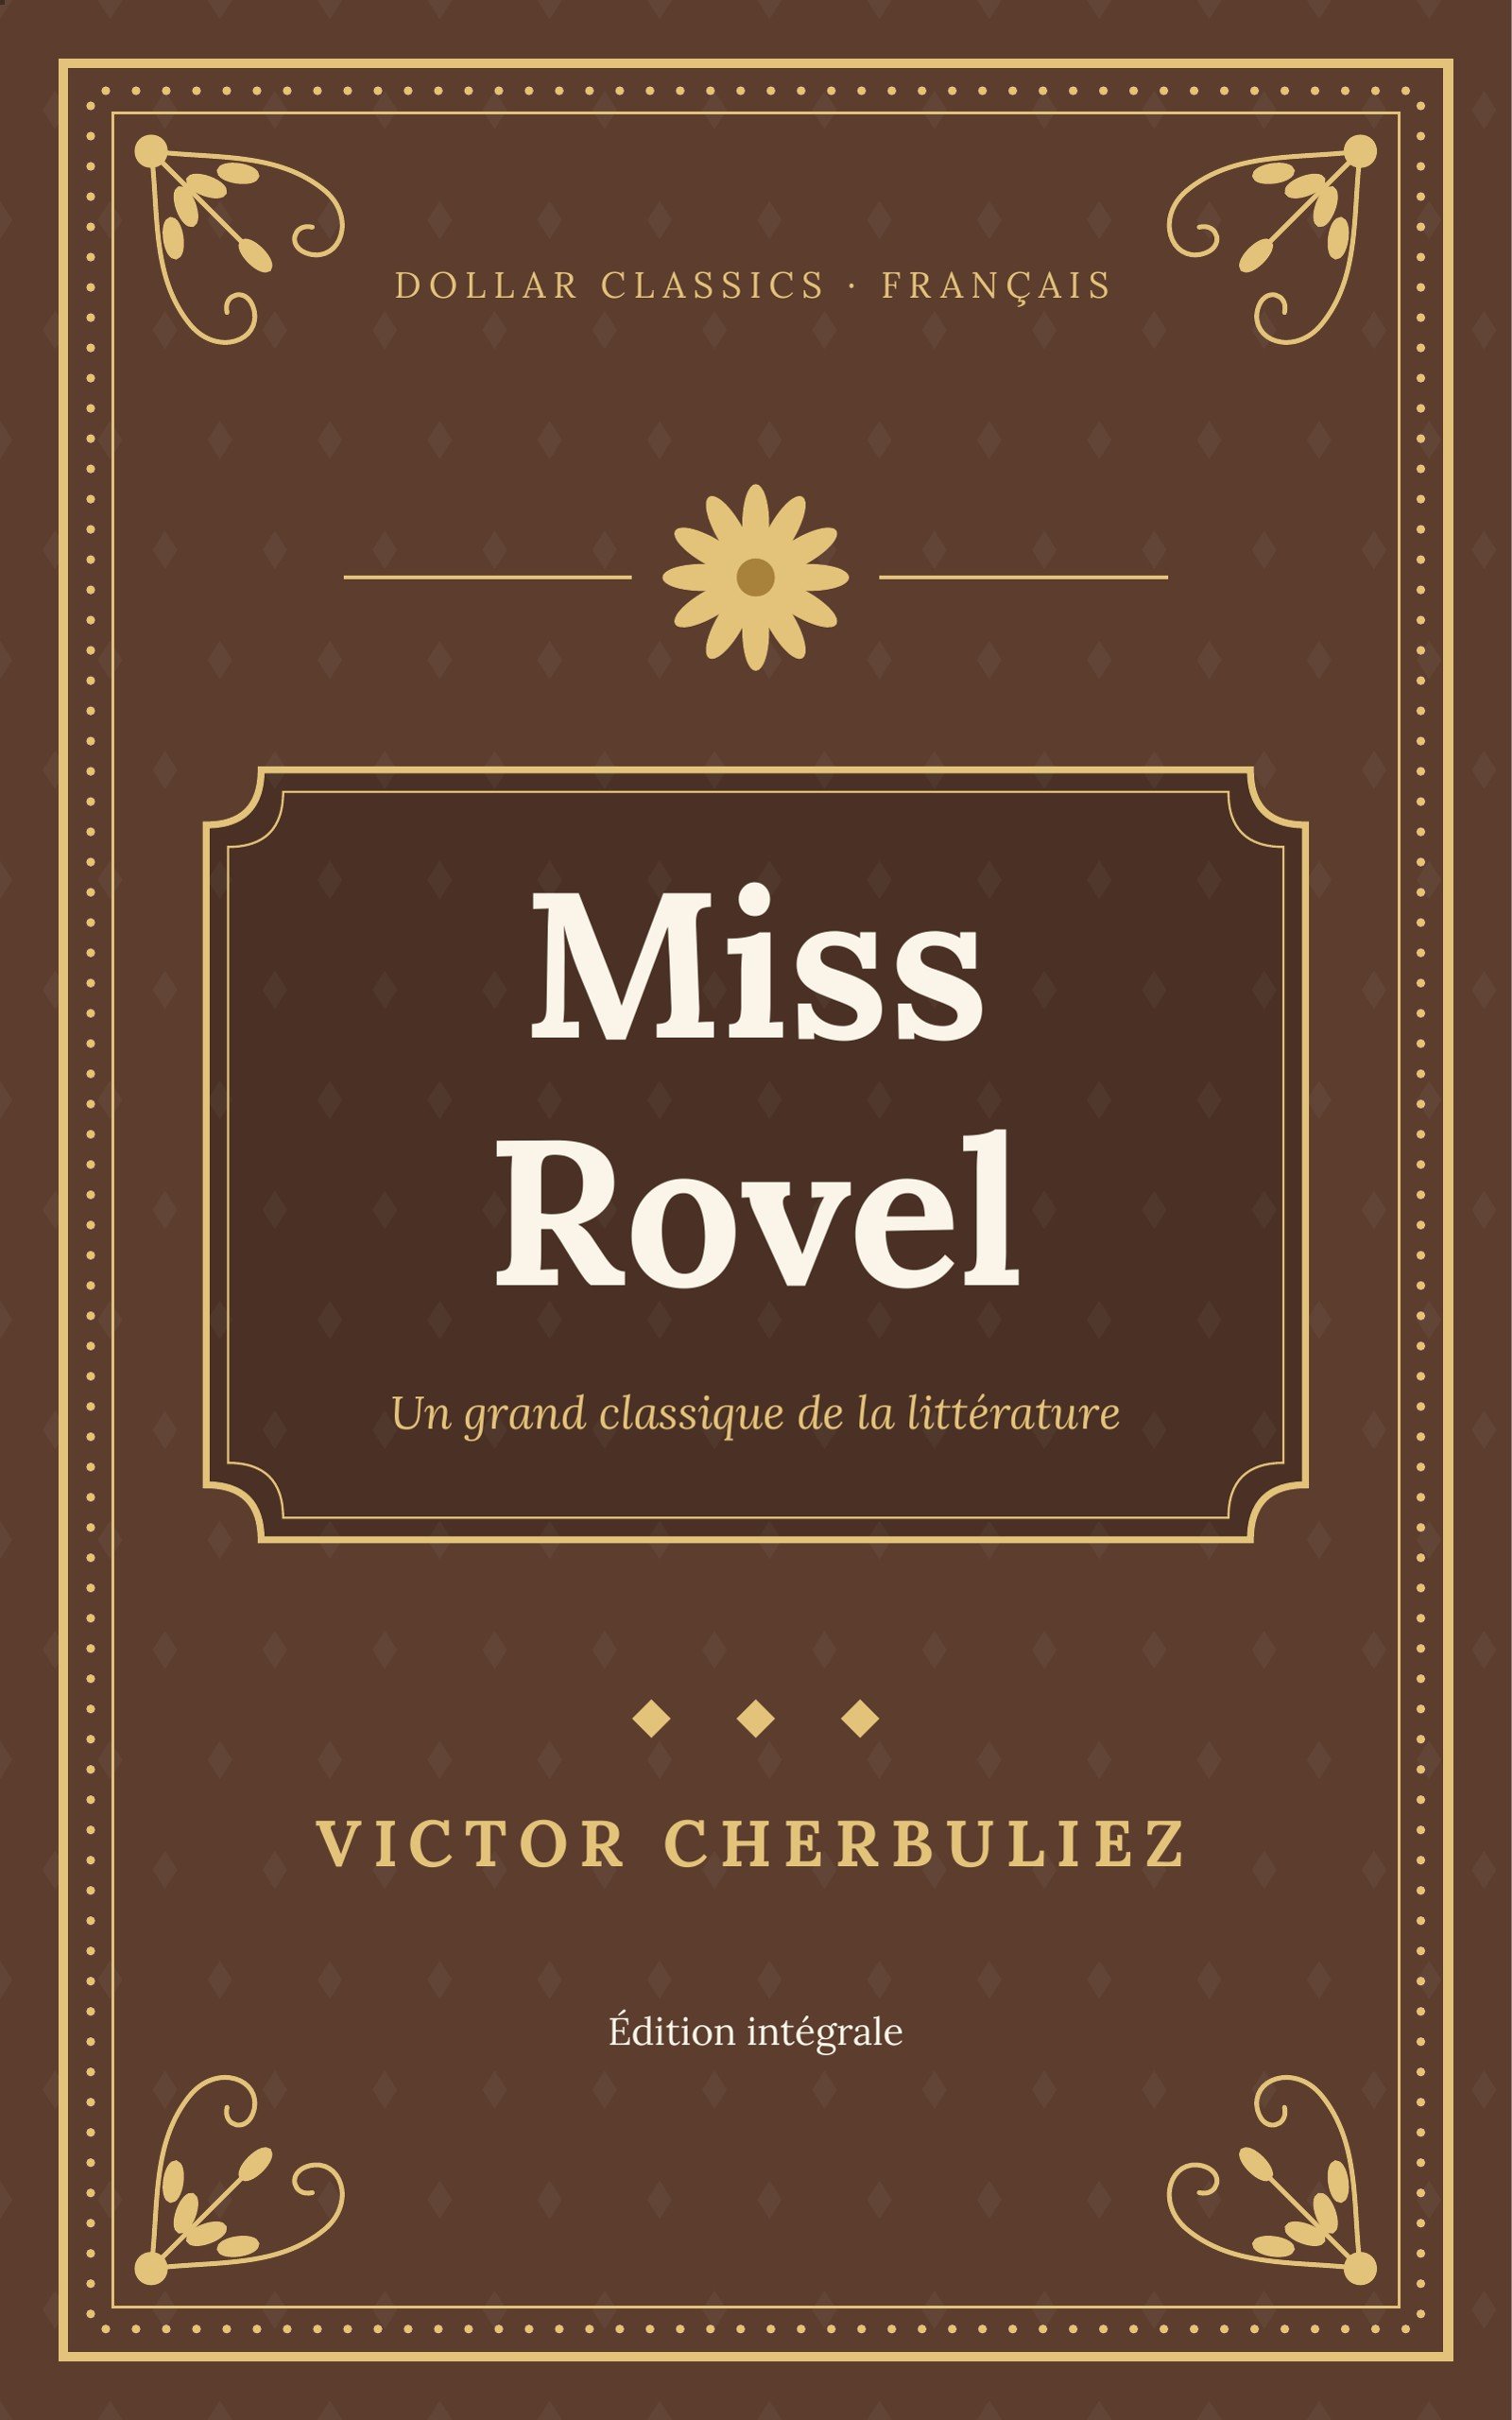 DOLLAR CLASSICS · FRANÇAIS
Miss
Rovel
Un grand classique de la littérature
VICTOR CHERBULIEZ
Édition intégrale